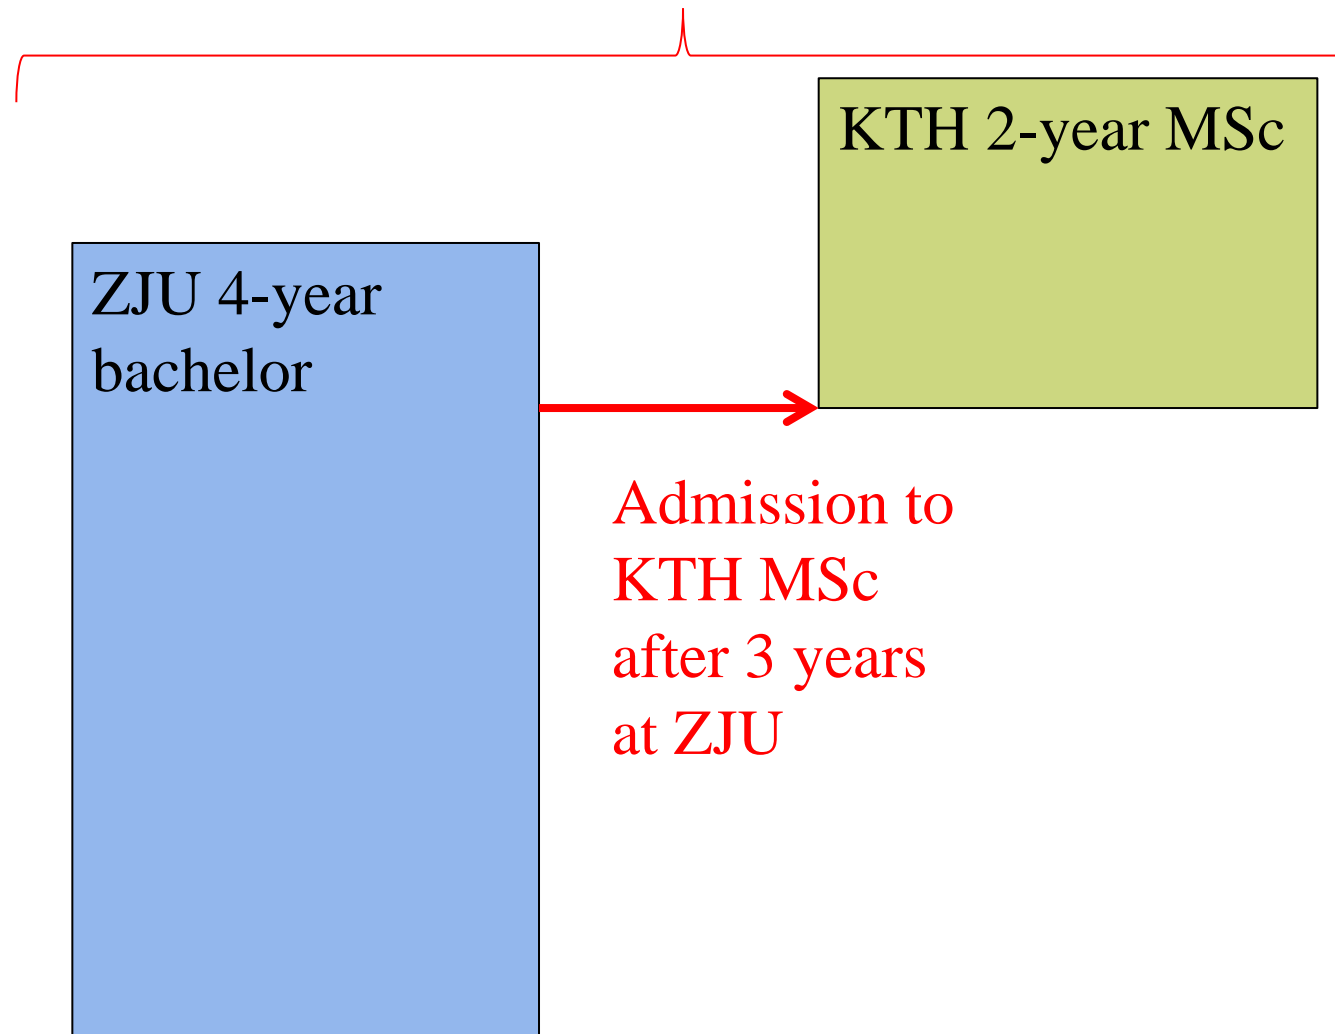 KTH 2-year MSc
ZJU 4-year
bachelor
Admission to
KTH MSc
after 3 years
at ZJU